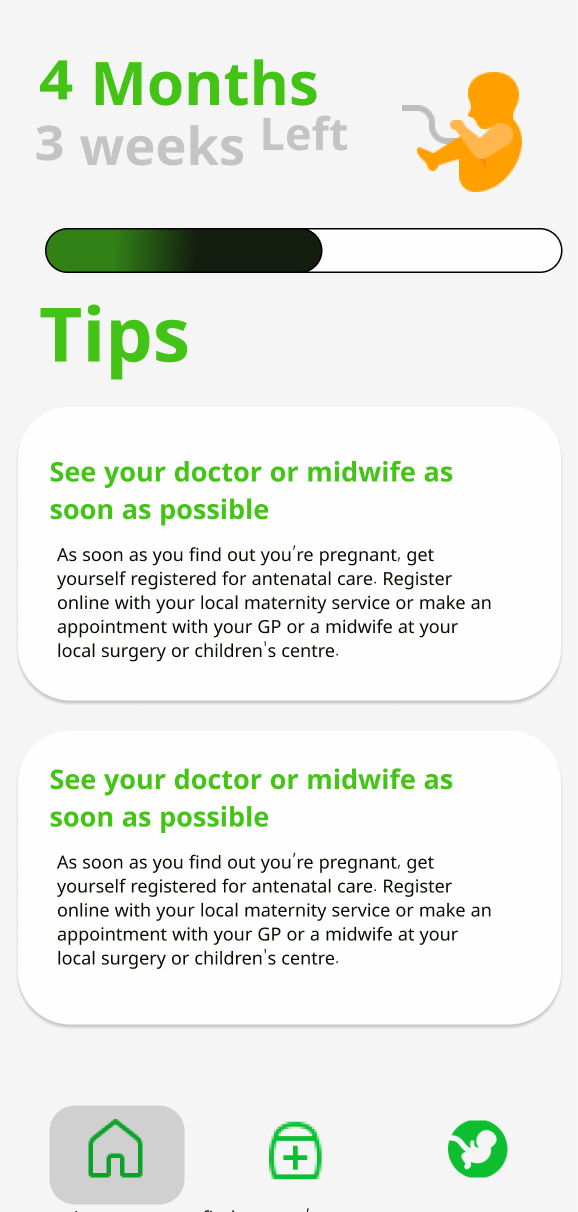 4 Months
3 weeks Left
Tips
See your doctor or midwife as
soon as possible
As soon as you find out you're pregnant, get
yourself registered for antenatal care. Register
online with your local maternity service or make an
appointment with your GP or a midwife at your
local surgery or children's centre.
See your doctor or midwife as
soon as possible
As soon as you find out you're pregnant, get
yourself registered for antenatal care. Register
online with your local maternity service or make an
appointment with your GP or a midwife at your
local surgery or children's centre.